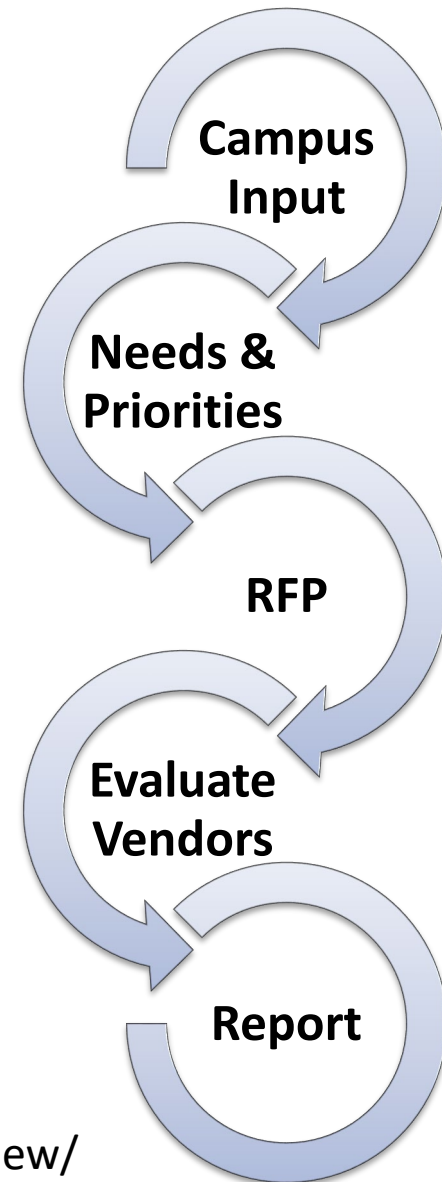 Campus
Input
Needs &
Priorities
RFP
Evaluate
Vendors
Report
ew/